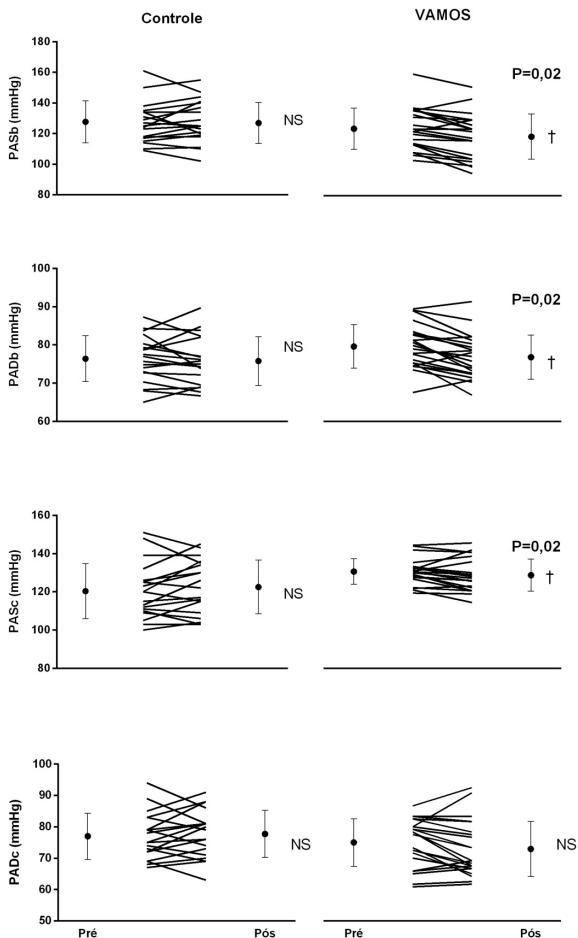 Controle VAMOS
PASb (mmHg)
180
160
140
120
100
80
NS
P=0,02
†
PADb (mmHg)
100
90
80
70
60
NS
P=0,02
†
PASc (mmHg)
160
140
120
100
80
NS
P=0,02
†
PADc (mmHg)
100
90
80
70
60
50
NS
NS
Pré Pós Pré Pós